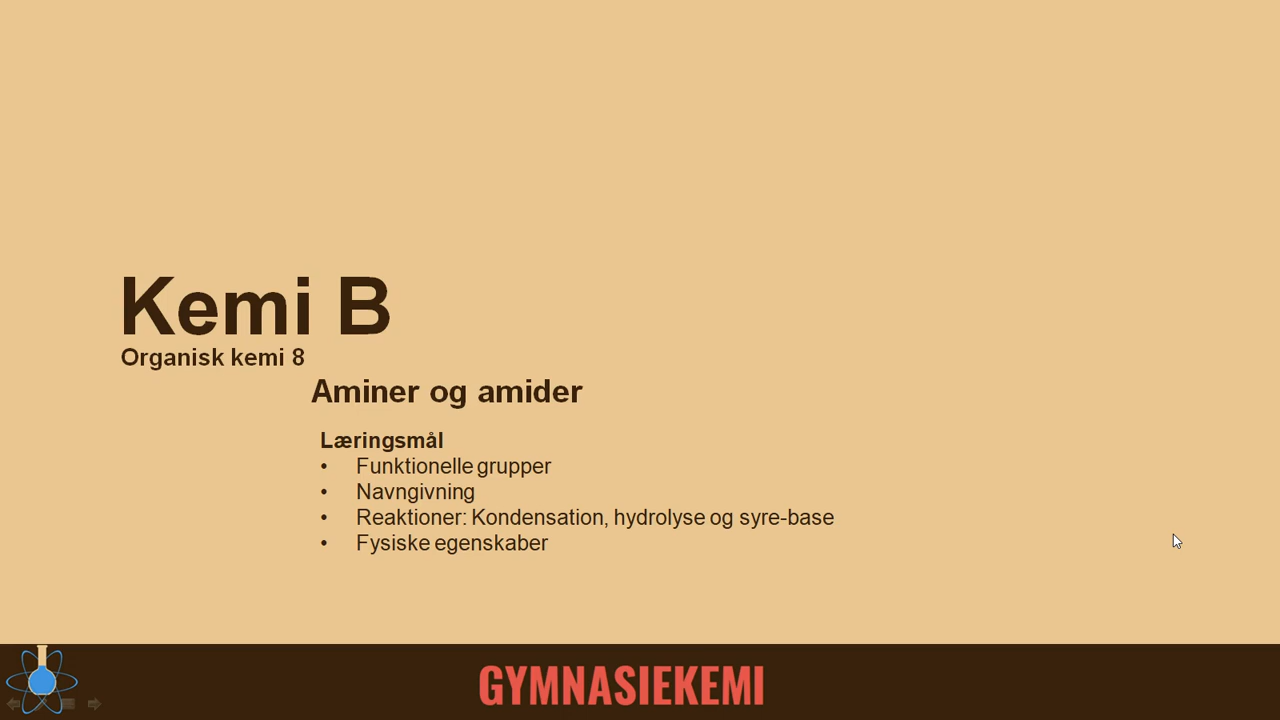 Kemi B
Organisk kemi 8
Aminer og amider
Læringsmål
• Funktionelle grupper
• Navngivning
• Reaktioner: Kondensation, hydrolyse og syre-base
• Fysiske egenskaber
GYMNASIEKEMI